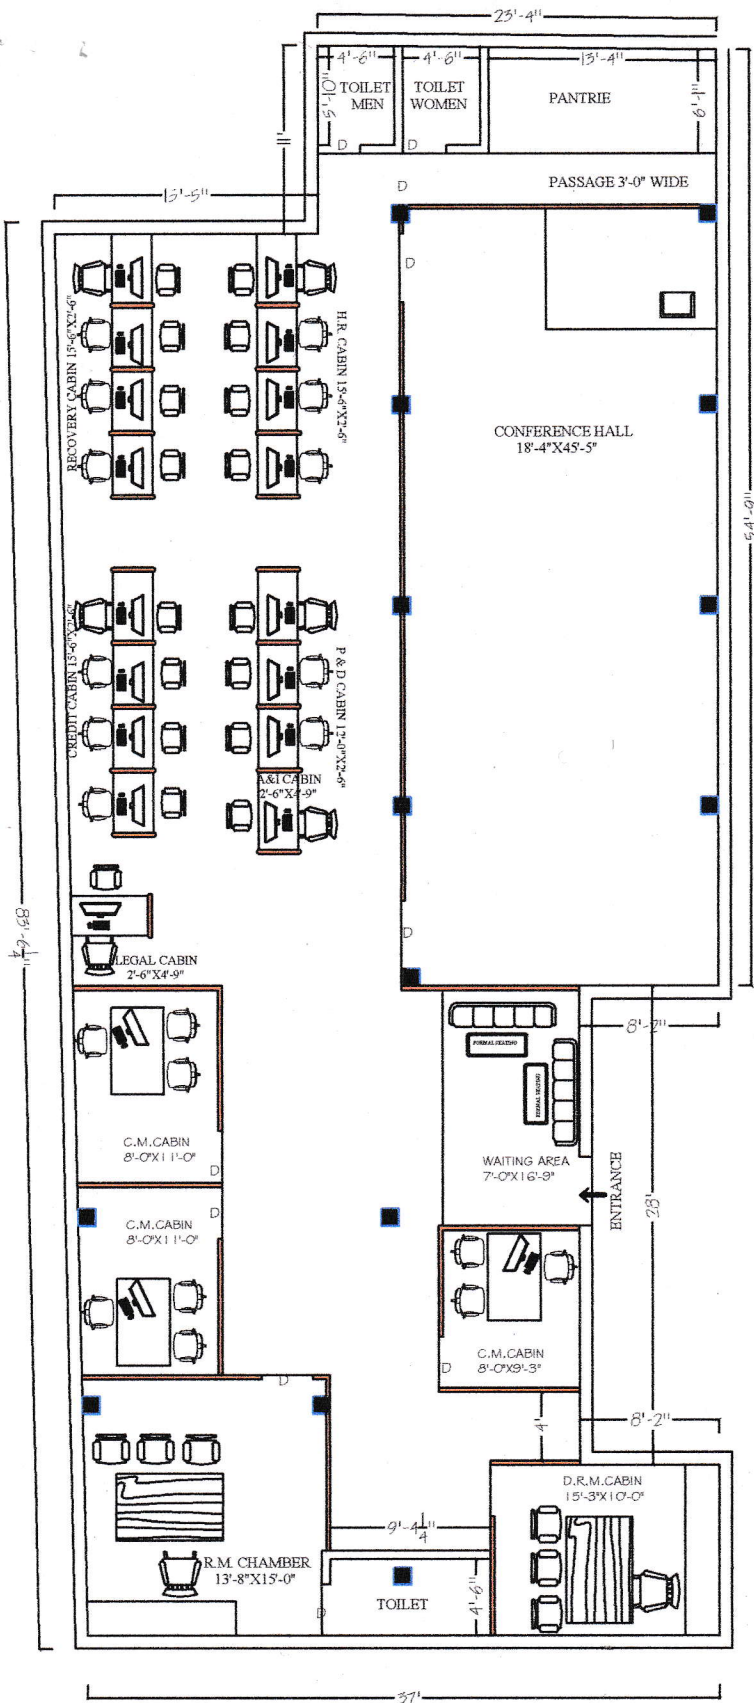 23'-4"
4'-6"
4'-6"
13'-4"
TOILET
MEN
TOILET
WOMEN
PANTRIE
5'-10"
11'-9"
11'
D
D
D
PASSAGE 3'-0" WIDE
15'-5"
D
RECOVERY CABIN 15'-6"X2'-6"
H.R. CABIN 15'-6"X2'-6"
CONFERENCE HALL
18'-4"X45'-5"
54'-9"
CREDIT CABIN 15'-6"X2'-6"
P & D CABIN 12'-0"X2'-6"
A&I CABIN
2'-6"X4'-9"
D
LEGAL CABIN
2'-6"X4'-9"
8'-2"
FORMAL SEATING
FORMAL SEATING
C.M.CABIN
8'-0"X11'-0"
D
WAITING AREA
7'-0"X16'-9"
ENTRANCE
28'
D
C.M.CABIN
8'-0"X11'-0"
C.M.CABIN
8'-0"X9'-3"
D
D
8'-2"
4'
D.R.M.CABIN
15'-3"X10'-0"
9'-4 1/4"
R.M. CHAMBER
13'-8"X15'-0"
TOILET
4'-6"
D
37'